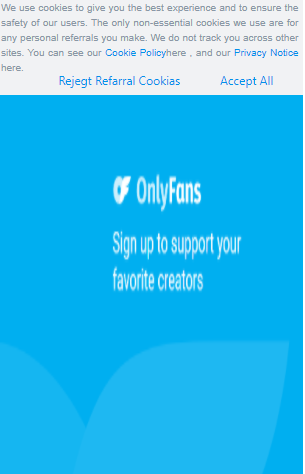 We use cookies to give you the best experience and to ensure the
safety of our users. The only non-essential cookies we use are for
any personal referrals you make. We do not track you across other
sites. You can see our Cookie Policyhere , and our Privacy Notice
here.
Rejegt Refarral Cookias Accept All
OnlyFans
Sign up to support your
favorite creators